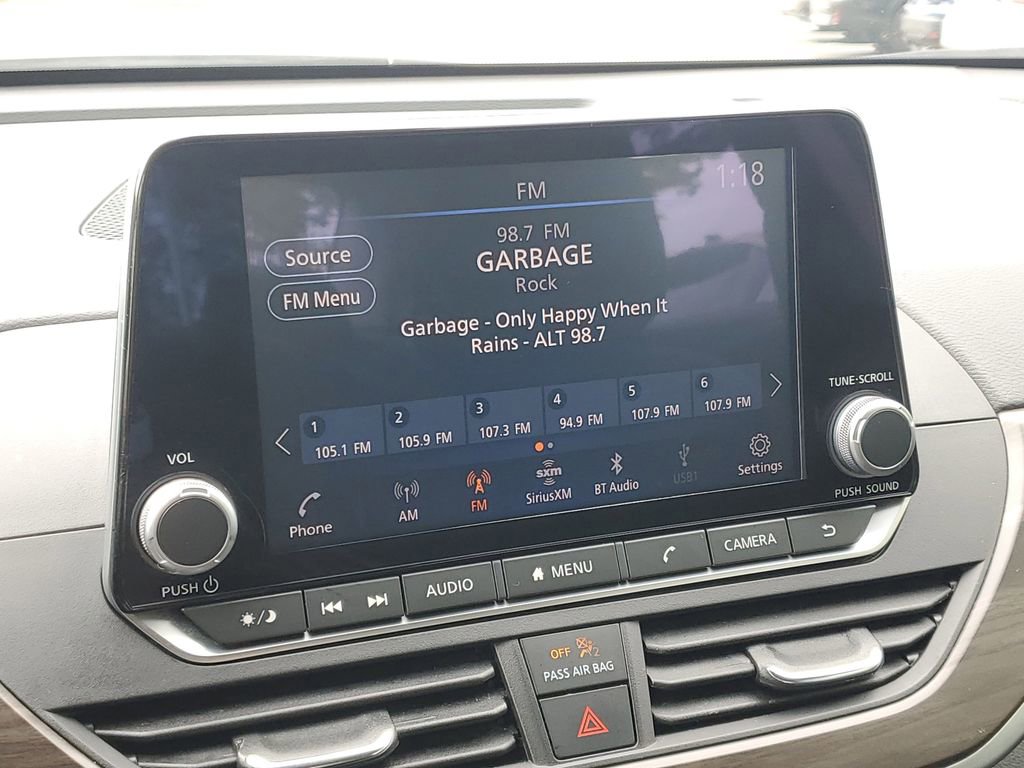 FM
1:18
98.7 FM
GARBAGE
Rock
Source
FM Menu
Garbage - Only Happy When It
Rains - ALT 98.7
1
105.1 FM
2
105.9 FM
3
107.3 FM
4
94.9 FM
5
107.9 FM
6
107.9 FM
Phone
AM
FM
sxm
SiriusXM
BT Audio
USB1
Settings
VOL
PUSH
TUNE·SCROLL
PUSH SOUND
AUDIO
MENU
CAMERA
OFF
2
PASS AIR BAG